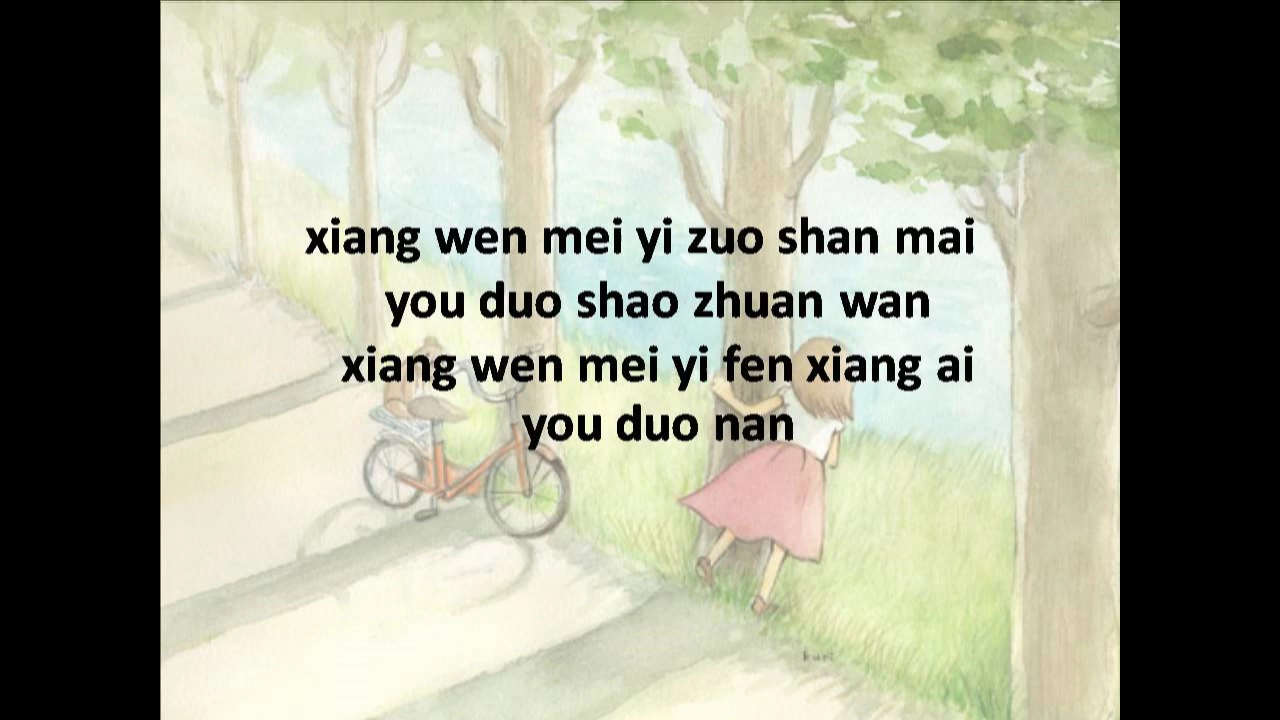 xiang wen mei yi zuo shan mai
you duo shao zhuan wan
xiang wen mei yi fen xiang ai
you duo nan
kuri